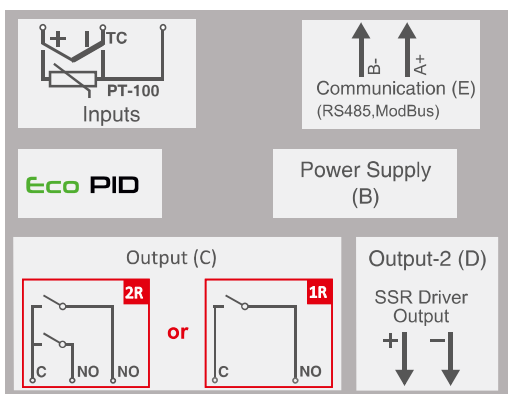 + − TC
PT-100
Inputs
B- A+
Communication (E)
(RS485,ModBus)
Eco PID
Power Supply
(B)
Output (C)
2R
or
1R
C NO NO
C NO
Output-2 (D)
SSR Driver
Output
+ −